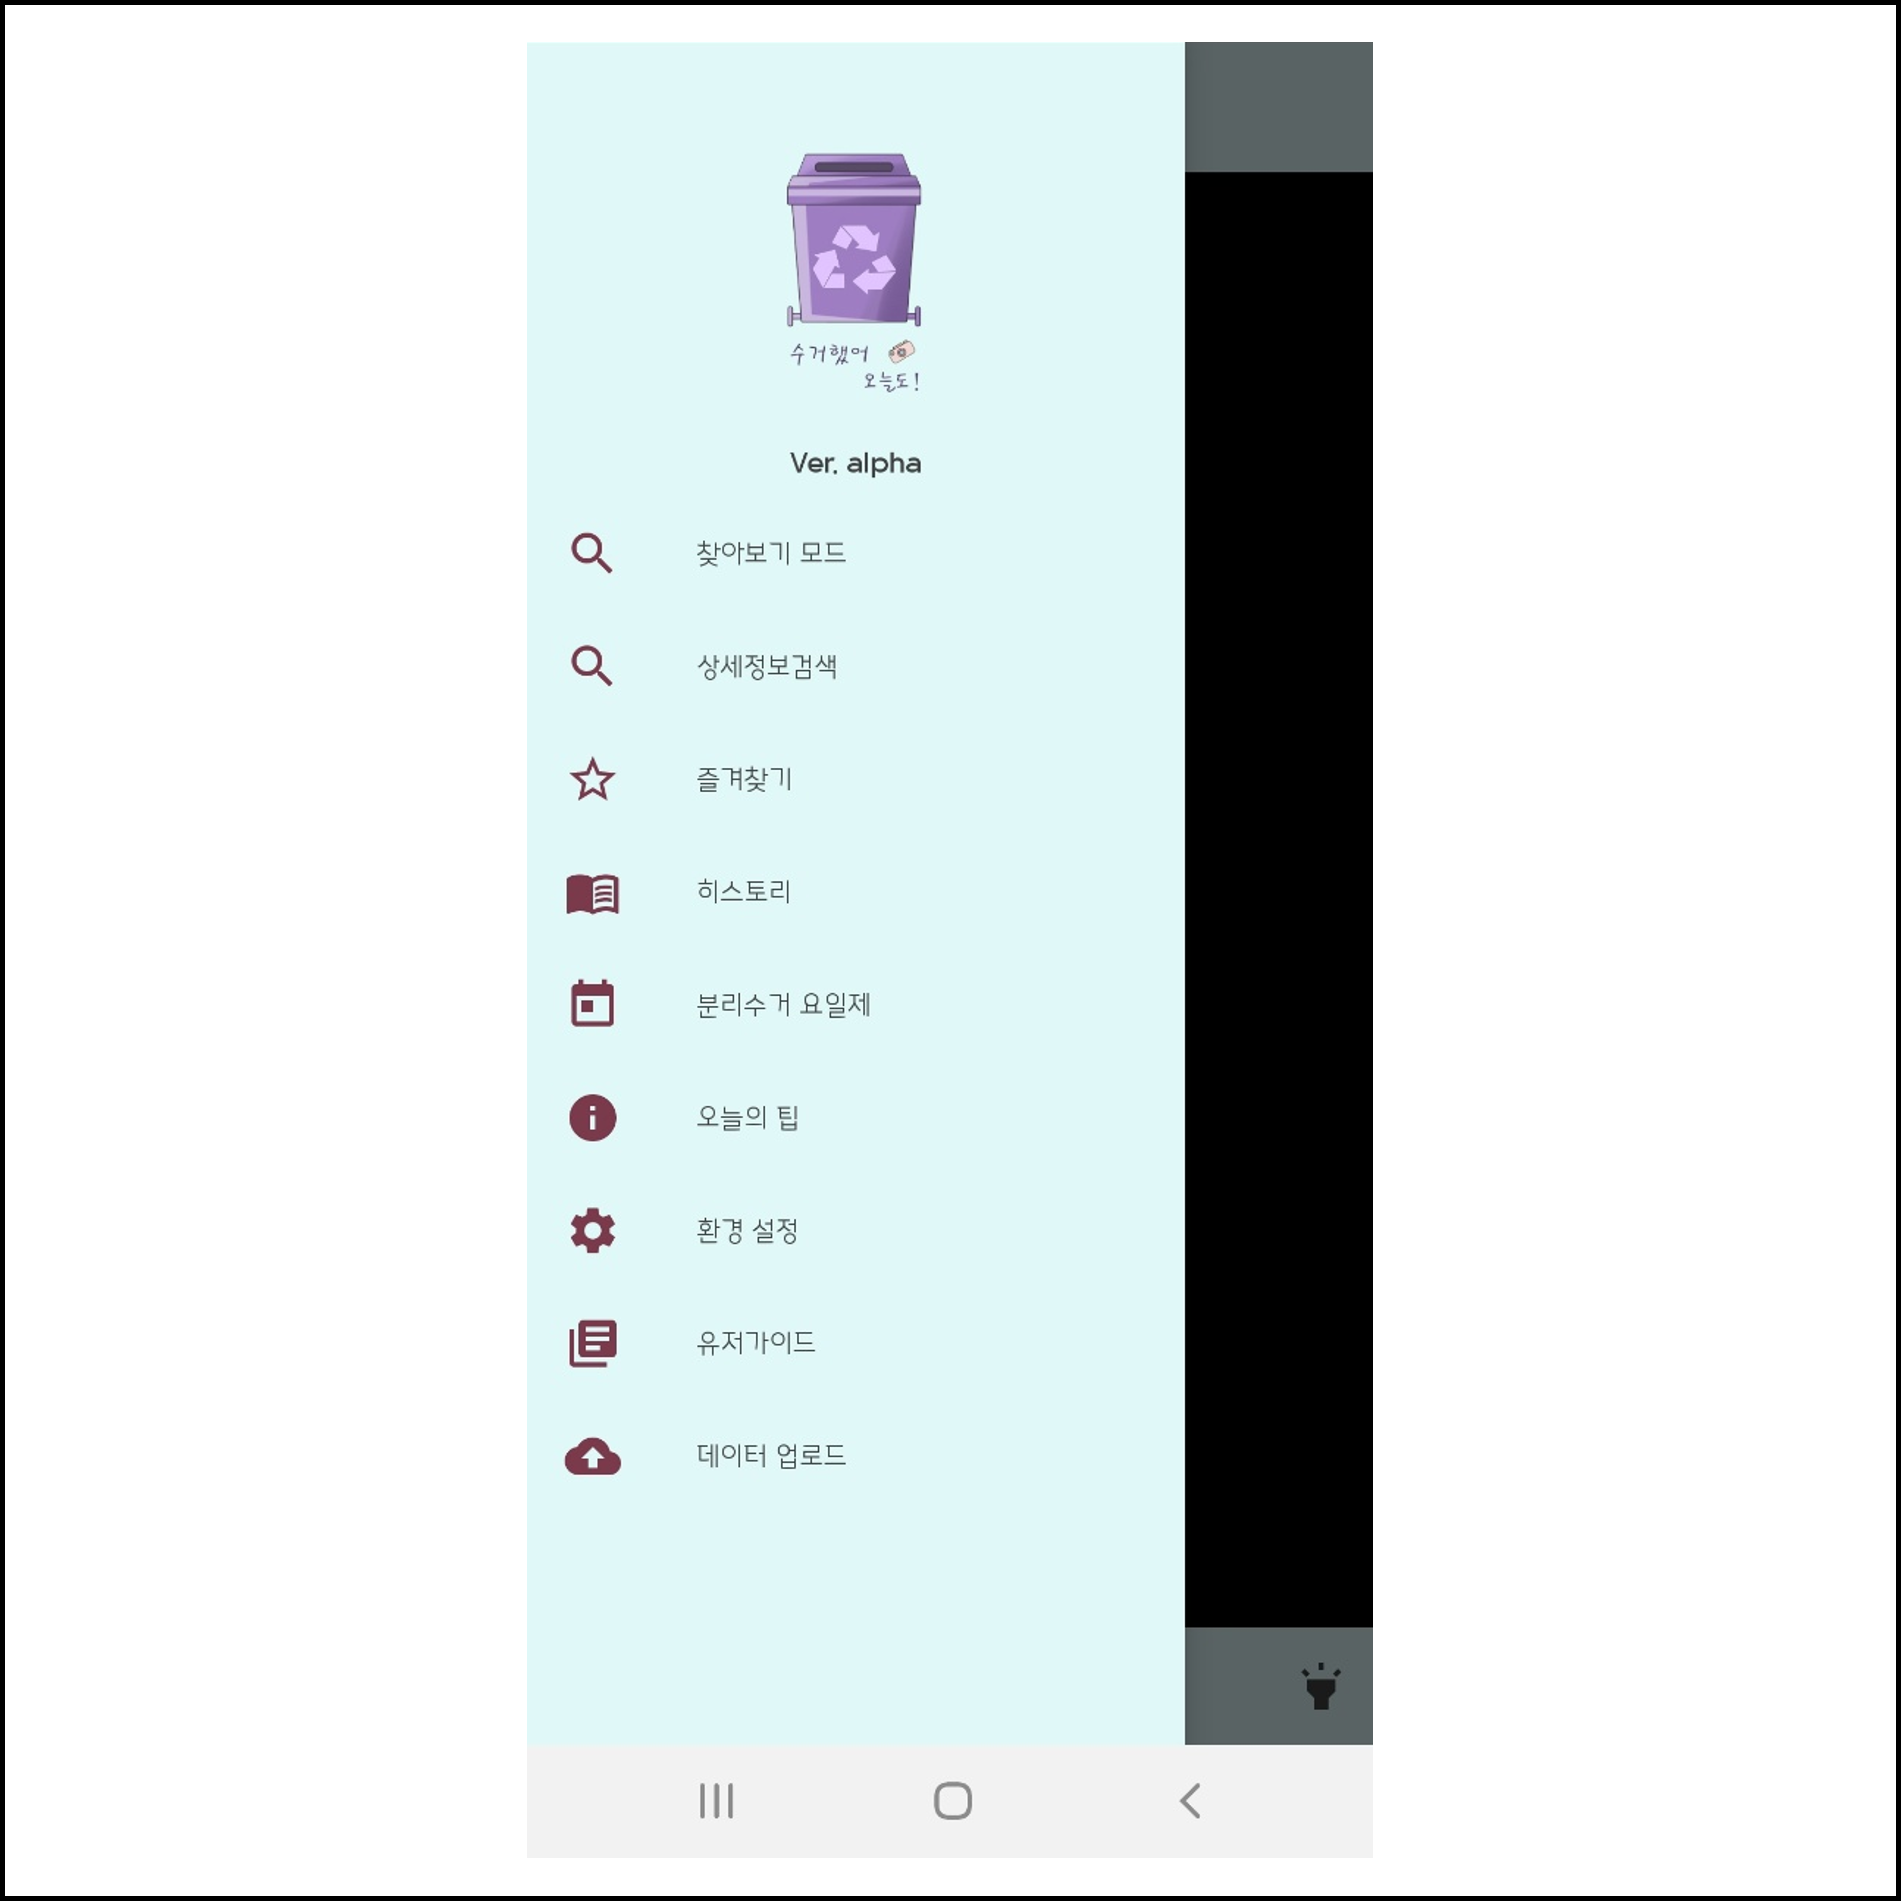 수거했어
오늘도!
Ver. alpha
찾아보기 모드
상세정보검색
즐겨찾기
히스토리
분리수거 요일제
오늘의 팁
환경 설정
유저가이드
데이터 업로드